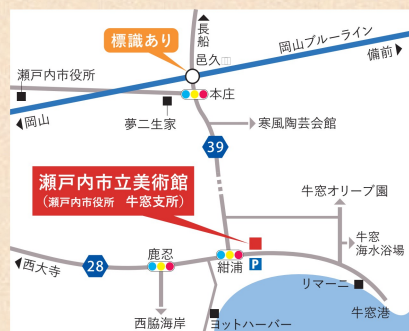 長船
標識あり
邑久
岡山ブルーライン
備前
瀬戸内市役所
本庄
岡山
夢二生家
寒風陶芸会館
39
瀬戸内市立美術館
(瀬戸内市役所 牛窓支所)
牛窓オリーブ園
牛窓
海水浴場
鹿忍
紺浦
P
28
西大寺
リマーニ
西脇海岸
ヨットハーバー
牛窓港